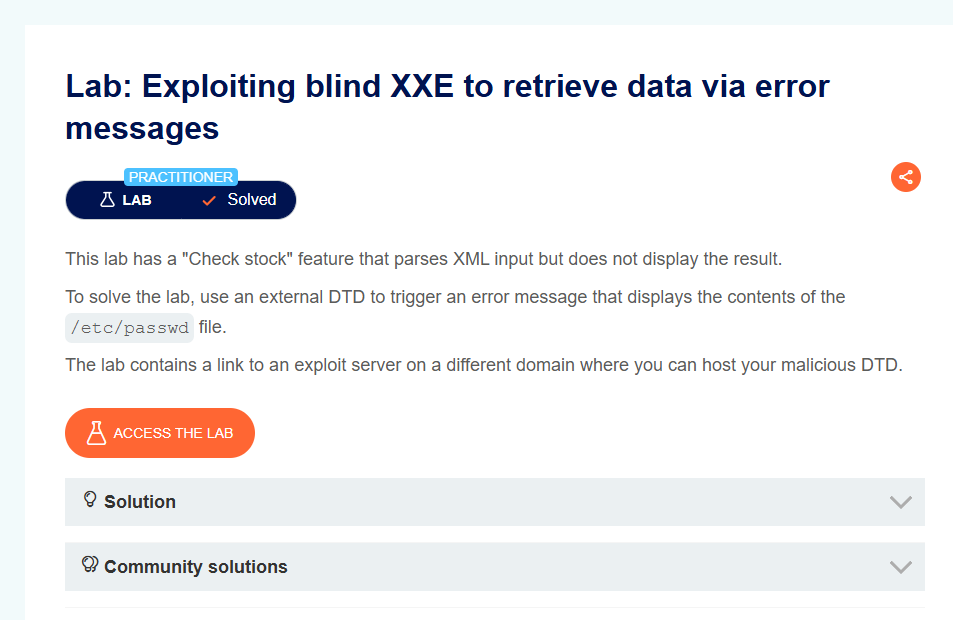 Lab: Exploiting blind XXE to retrieve data via error
messages
PRACTITIONER
LAB Solved
This lab has a "Check stock" feature that parses XML input but does not display the result.
To solve the lab, use an external DTD to trigger an error message that displays the contents of the
/etc/passwd file.
The lab contains a link to an exploit server on a different domain where you can host your malicious DTD.
ACCESS THE LAB
Solution
Community solutions